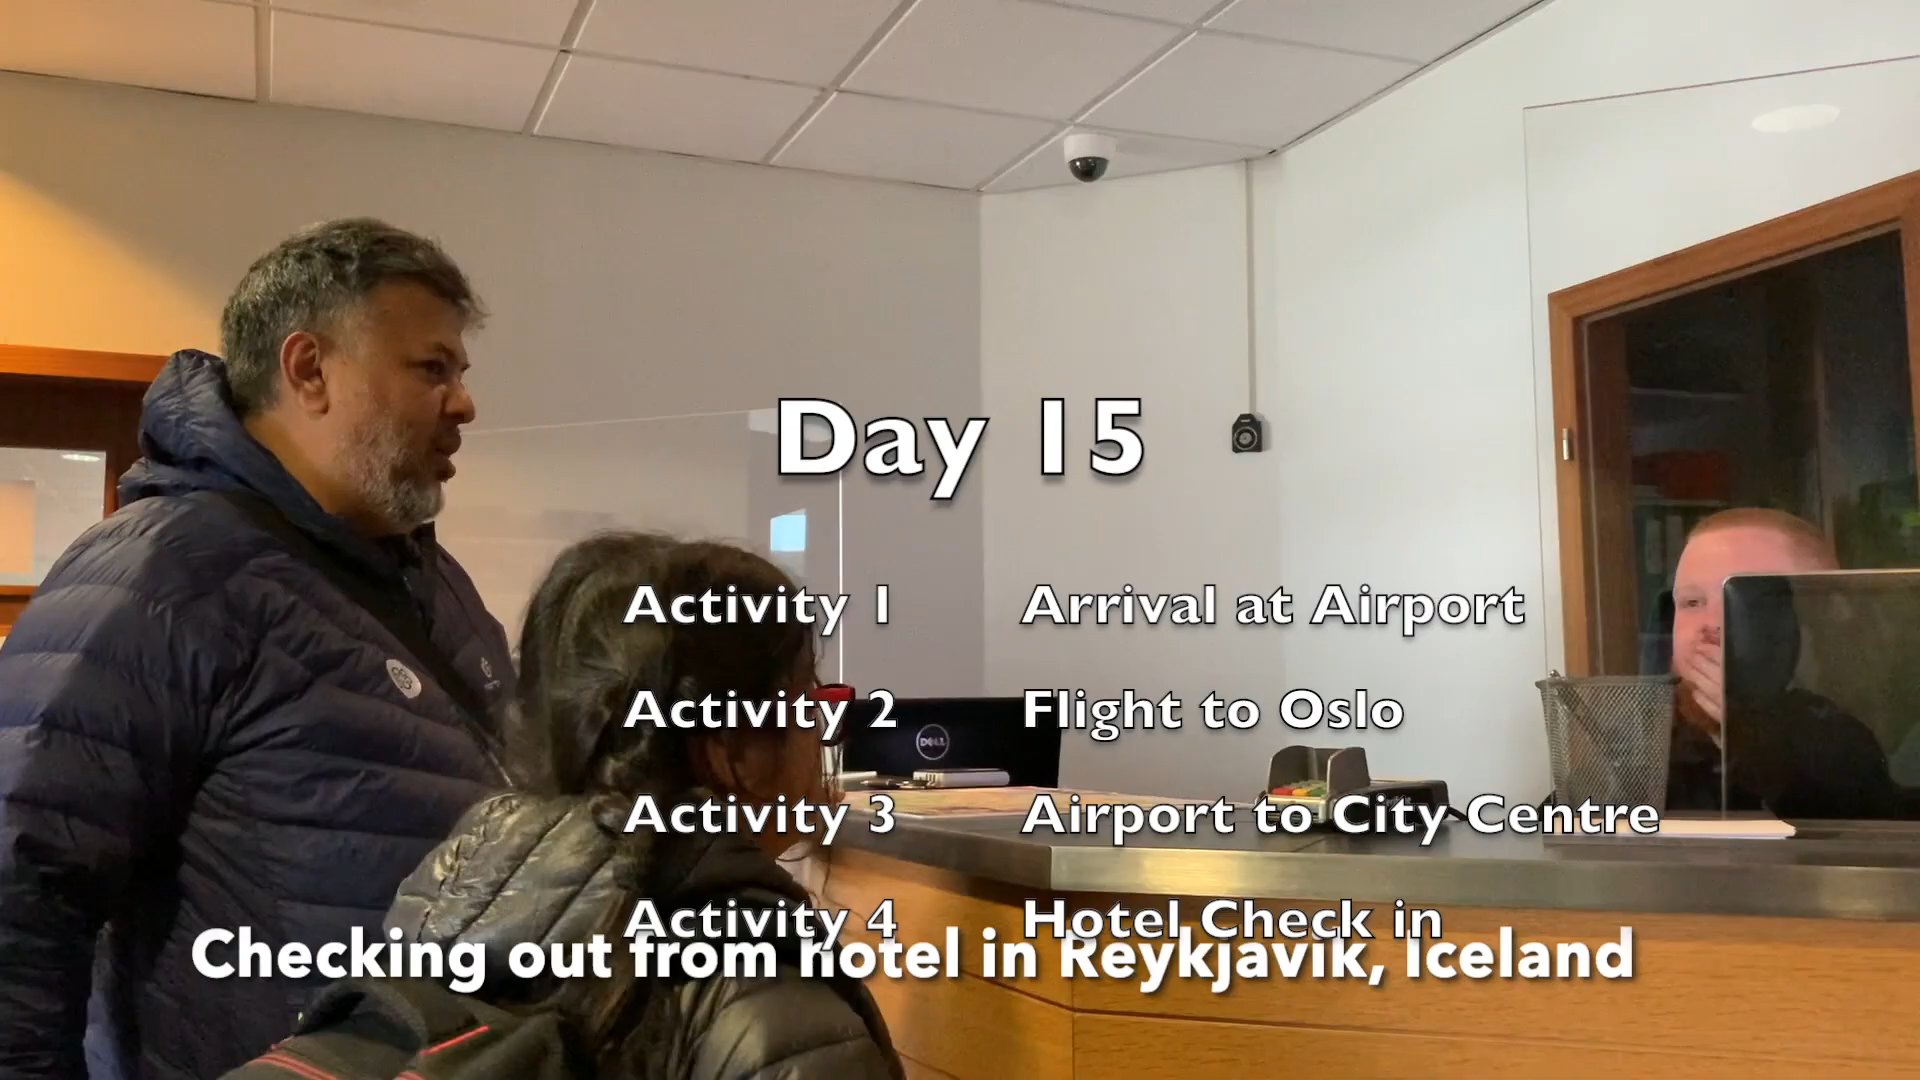 Day 15
Activity 1 Arrival at Airport
Activity 2 Flight to Oslo
DELL
Activity 3 Airport to City Centre
Activity 4 Hotel Check in
Checking out from hotel in Reykjavik, Iceland